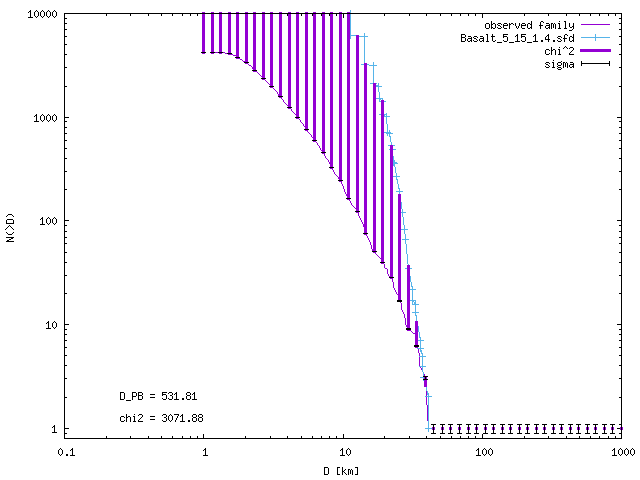 10000
1000
100
10
1
N(>D)
observed family
Basalt_5_15_1.4.sfd
chi^2
sigma
D_PB = 531.81
chi2 = 3071.88
0.1 1 10 100 1000
D [km]